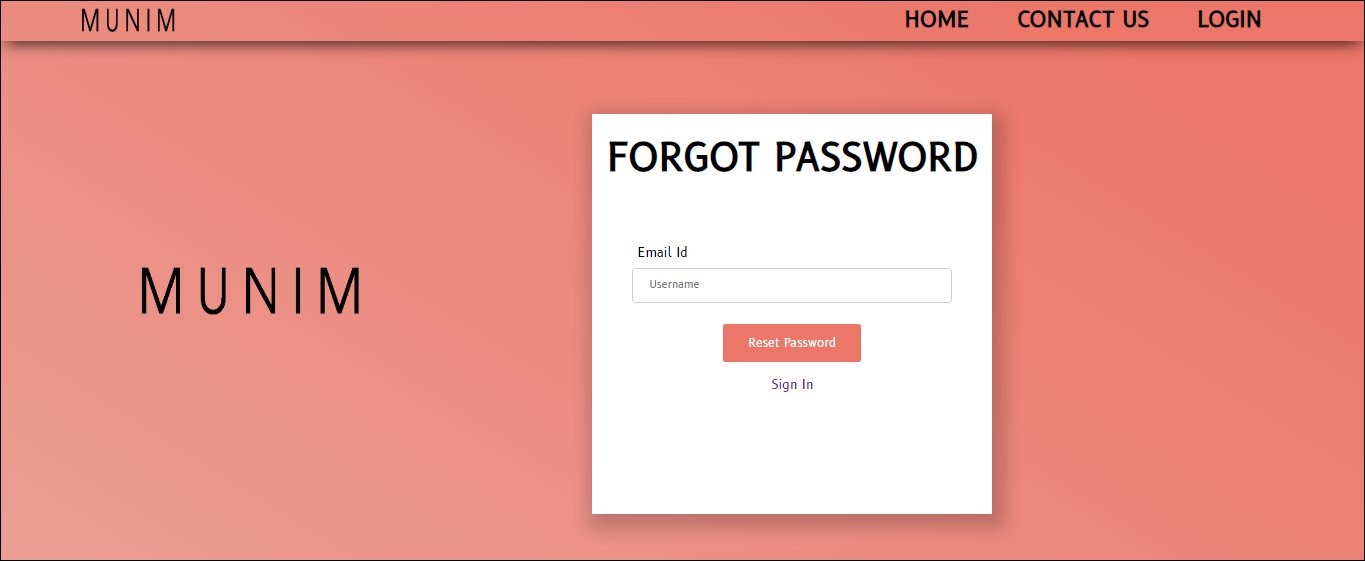 MUNIM
HOME CONTACT US LOGIN
FORGOT PASSWORD
Email Id
MUNIM
Username
Reset Password
Sign In